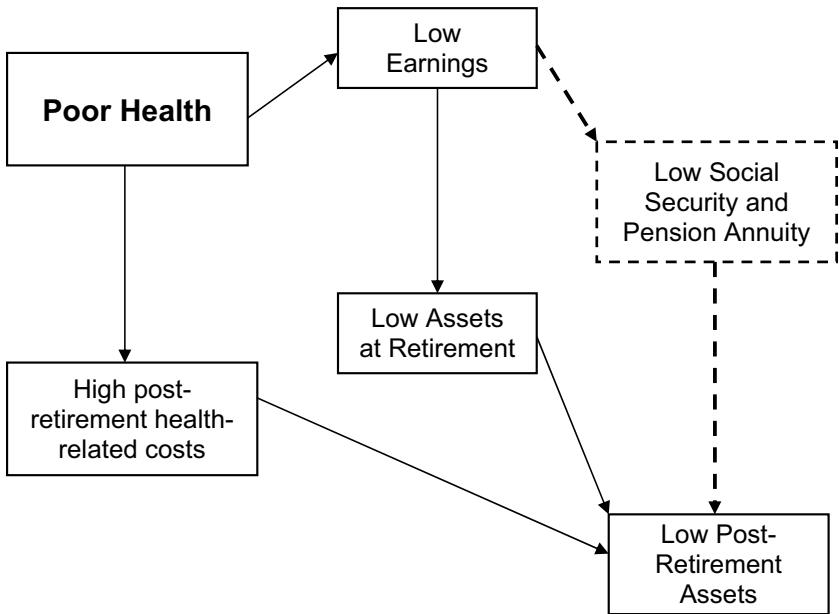 Low
Earnings
Poor Health
Low Social
Security and
Pension Annuity
Low Assets
at Retirement
High post-
retirement health-
related costs
Low Post-
Retirement
Assets